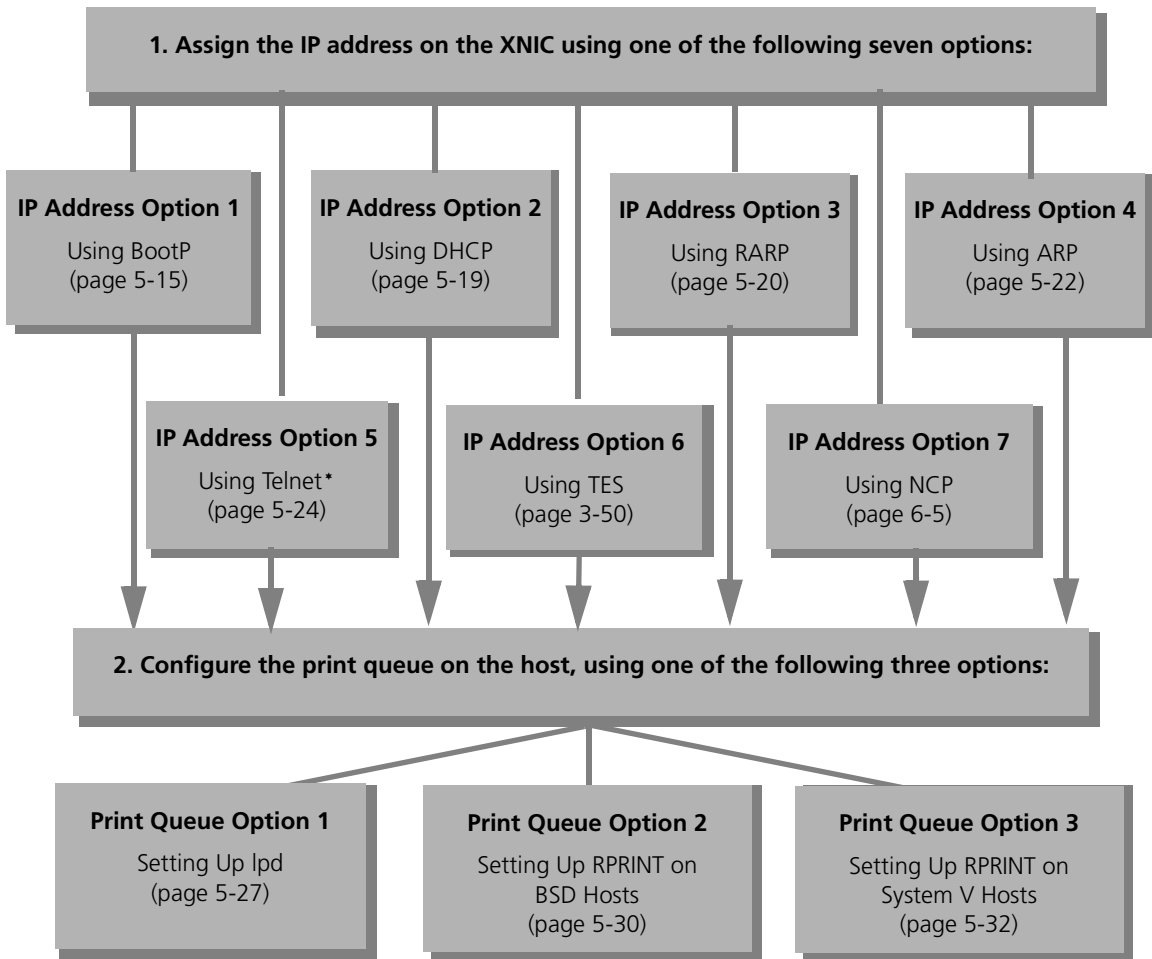 1. Assign the IP address on the XNIC using one of the following seven options:
IP Address Option 1
Using BootP
(page 5-15)
IP Address Option 2
Using DHCP
(page 5-19)
IP Address Option 3
Using RARP
(page 5-20)
IP Address Option 4
Using ARP
(page 5-22)
IP Address Option 5
Using Telnet*
(page 5-24)
IP Address Option 6
Using TES
(page 3-50)
IP Address Option 7
Using NCP
(page 6-5)
2. Configure the print queue on the host, using one of the following three options:
Print Queue Option 1
Setting Up lpd
(page 5-27)
Print Queue Option 2
Setting Up RPRINT on
BSD Hosts
(page 5-30)
Print Queue Option 3
Setting Up RPRINT on
System V Hosts
(page 5-32)